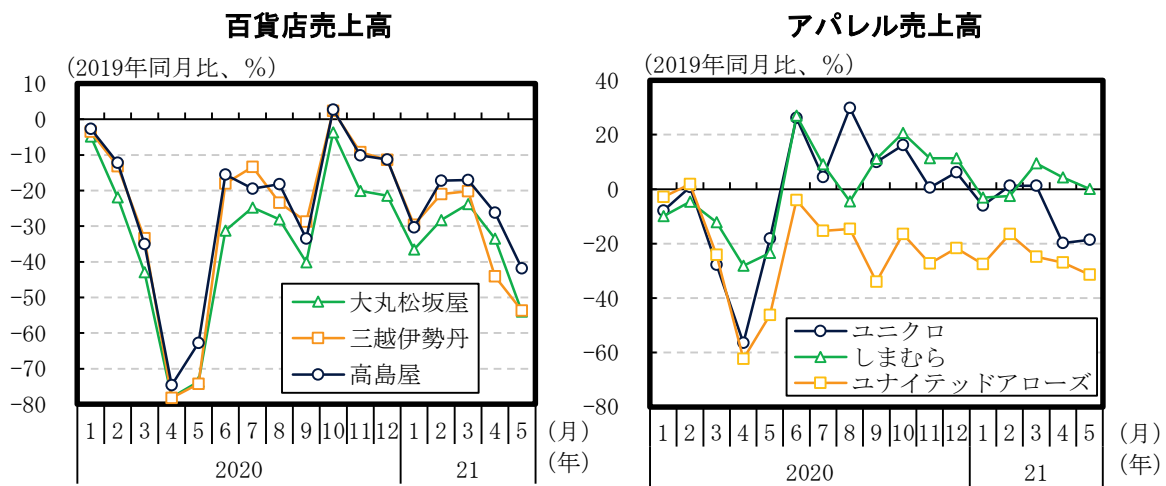 百貨店売上高
(2019年同月比、%)
10
0
-10
-20
-30
-40
-50
-60
-70
-80
大丸松坂屋
三越伊勢丹
高島屋
1 2 3 4 5 6 7 8 9 10 11 12 1 2 3 4 5 (月)
2020 21 (年)
アパレル売上高
(2019年同月比、%)
40
20
0
-20
-40
-60
-80
ユニクロ
しまむら
ユナイテッドアローズ
1 2 3 4 5 6 7 8 9 10 11 12 1 2 3 4 5 (月)
2020 21 (年)